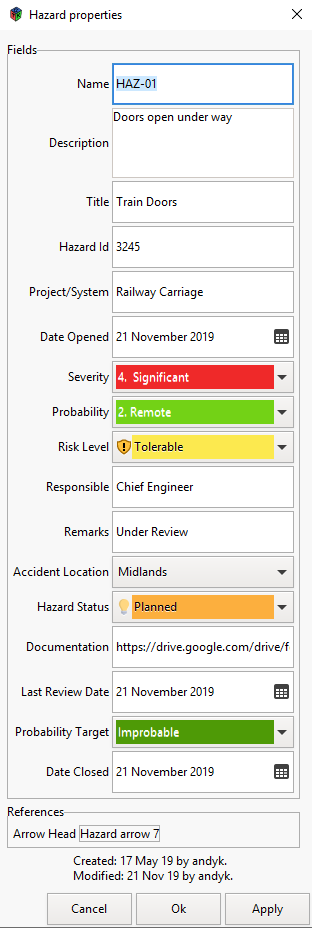 Hazard properties
Fields
Name HAZ-01
Description Doors open under way
Title Train Doors
Hazard Id 3245
Project/System Railway Carriage
Date Opened 21 November 2019
Severity 4. Significant
Probability 2. Remote
Risk Level Tolerable
Responsible Chief Engineer
Remarks Under Review
Accident Location Midlands
Hazard Status Planned
Documentation https://drive.google.com/drive/f
Last Review Date 21 November 2019
Probability Target Improbable
Date Closed 21 November 2019
References
Arrow Head Hazard arrow 7
Created: 17 May 19 by andyk.
Modified: 21 Nov 19 by andyk.
Cancel Ok Apply